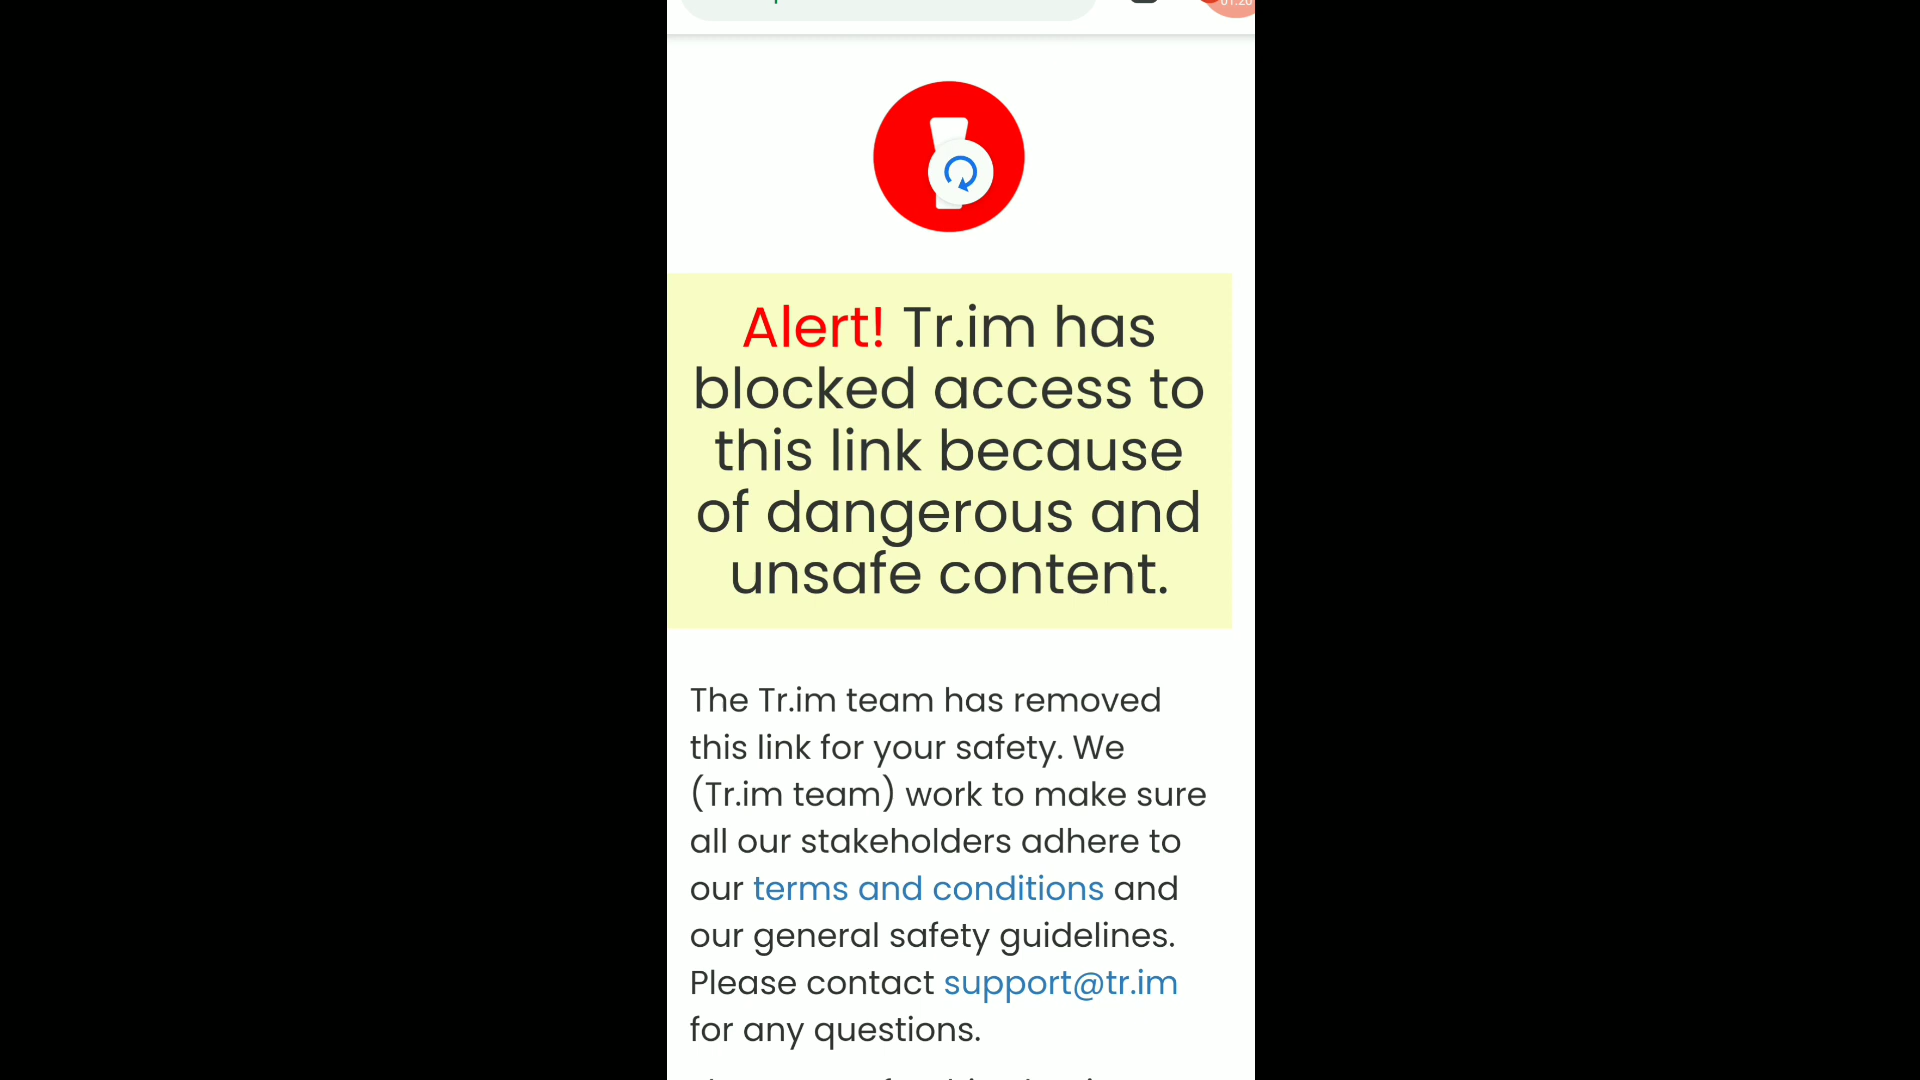 01:20
Alert! Tr.im has
blocked access to
this link because
of dangerous and
unsafe content.
The Tr.im team has removed
this link for your safety. We
(Tr.im team) work to make sure
all our stakeholders adhere to
our terms and conditions and
our general safety guidelines.
Please contact support@tr.im
for any questions.